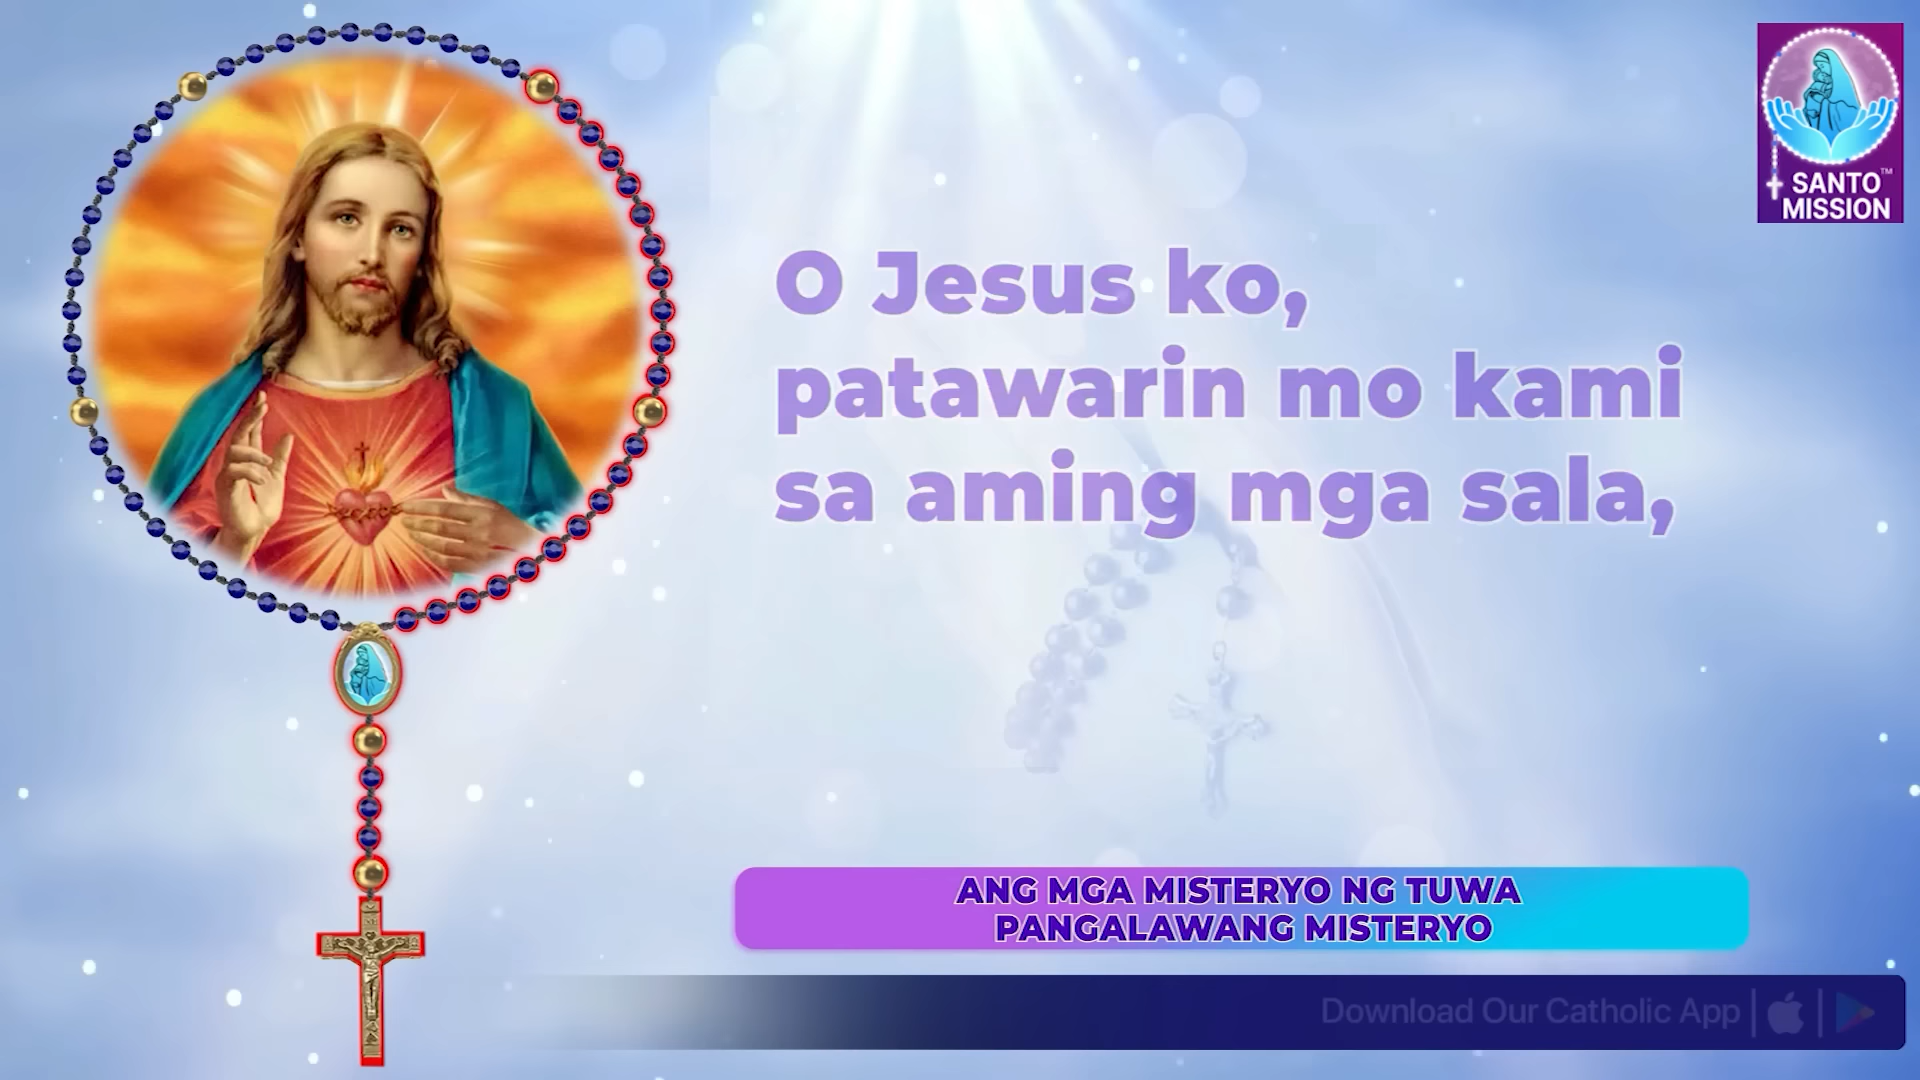 SANTO™
MISSION
O Jesus ko,
patawarin mo kami
sa aming mga sala,
ANG MGA MISTERYO NG TUWA
PANGALAWANG MISTERYO
Download Our Catholic App